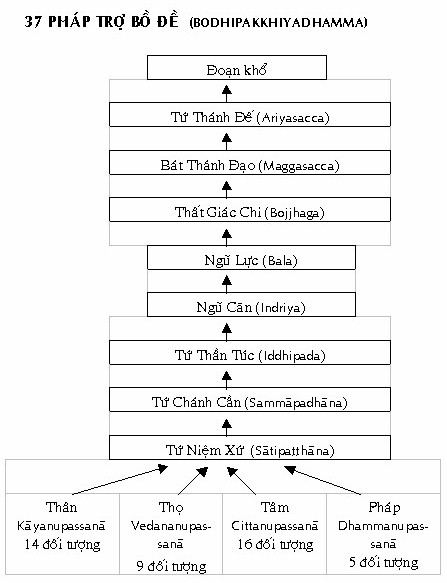 37 PHÁP TRỢ BỒ ĐỀ (BODHIPAKKHIYADHAMMA)
Đoạn khổ
Tứ Thánh Đế (Ariyasacca)
Bát Thánh Đạo (Maggasacca)
Thất Giác Chi (Bojjhaga)
Ngũ Lực (Bala)
Ngũ Căn (Indriya)
Tứ Thần Túc (Iddhipada)
Tứ Chánh Cần (Sammāpadhāna)
Tứ Niệm Xứ (Sātipatthāna)
Thân
Kāyanupassanā
14 đối tượng
Thọ
Vedananupas-
sanā
9 đối tượng
Tâm
Cittanupassanā
16 đối tượng
Pháp
Dhammanupas-
sanā
5 đối tượng